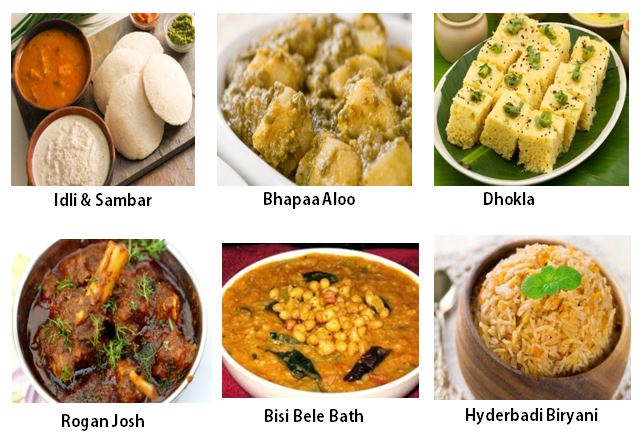 Idli & Sambar
Bhapaa Aloo
Dhokla
Rogan Josh
Bisi Bele Bath
Hyderbadi Biryani